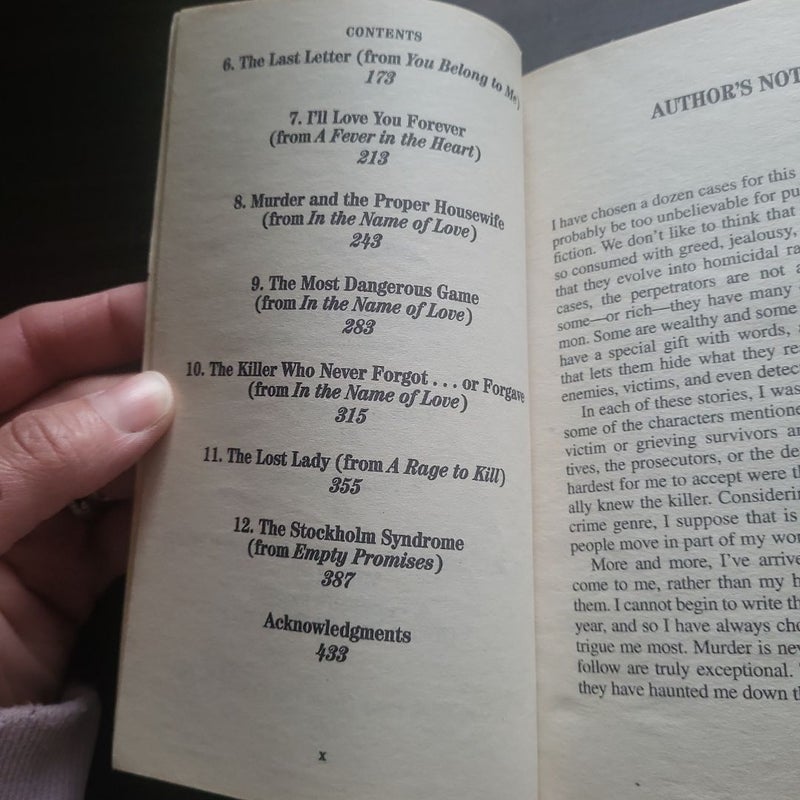 CONTENTS
6. The Last Letter (from You Belong to Me)
173
7. I'll Love You Forever
(from A Fever in the Heart)
213
8. Murder and the Proper Housewife
(from In the Name of Love)
243
9. The Most Dangerous Game
(from In the Name of Love)
283
10. The Killer Who Never Forgot . . . or Forgave
(from In the Name of Love)
315
11. The Lost Lady (from A Rage to Kill)
355
12. The Stockholm Syndrome
(from Empty Promises)
387
Acknowledgments
433
x
AUTHOR'S NOT
I have chosen a dozen cases for this
probably be too unbelievable for pu
fiction. We don't like to think that
so consumed with greed, jealousy,
that they evolve into homicidal ra
cases, the perpetrators are not a
some—or rich—they have many
mon. Some are wealthy and some
have a special gift with words,
that lets them hide what they re
enemies, victims, and even detec
In each of these stories, I was
some of the characters mentione
victim or grieving survivors a
tives, the prosecutors, or the de
hardest for me to accept were th
ally knew the killer. Considerin
crime genre, I suppose that is
people move in part of my wor
More and more, I've arrive
come to me, rather than my h
them. I cannot begin to write th
year, and so I have always cho
trigue me most. Murder is nev
follow are truly exceptional.
they have haunted me down th